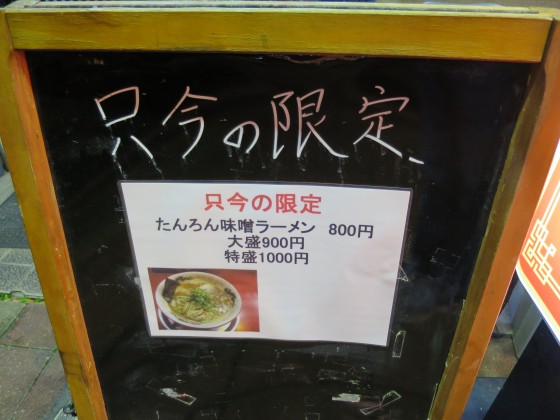 只今の限定
只今の限定
たんろん味噌ラーメン 800円
大盛900円
特盛1000円